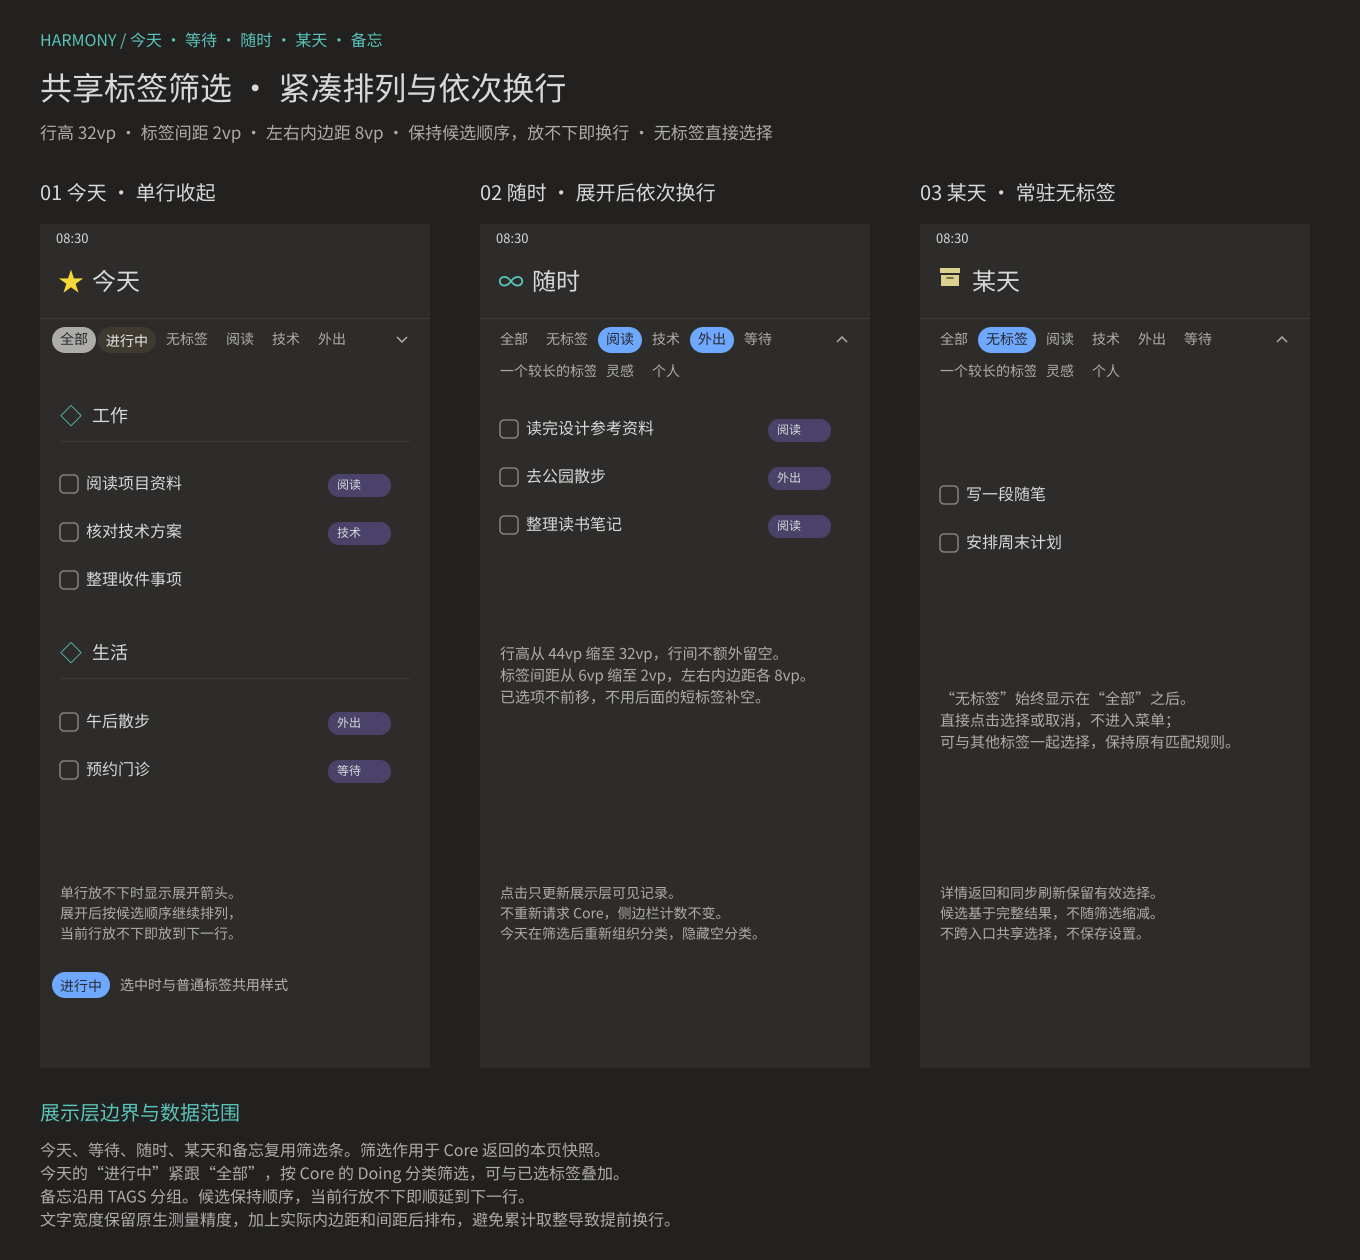 HARMONY / 今天 · 等待 · 随时 · 某天 · 备忘
共享标签筛选 · 紧凑排列与依次换行
行高 32vp · 标签间距 2vp · 左右内边距 8vp · 保持候选顺序，放不下即换行 · 无标签直接选择
01 今天 · 单行收起
08:30
今天
全部 进行中 无标签 阅读 技术 外出
工作
阅读项目资料 阅读
核对技术方案 技术
整理收件事项
生活
午后散步 外出
预约门诊 等待
单行放不下时显示展开箭头。
展开后按候选顺序继续排列，
当前行放不下即放到下一行。
进行中 选中时与普通标签共用样式
02 随时 · 展开后依次换行
08:30
随时
全部 无标签 阅读 技术 外出 等待
一个较长的标签 灵感 个人
读完设计参考资料 阅读
去公园散步 外出
整理读书笔记 阅读
行高从 44vp 缩至 32vp，行间不额外留空。
标签间距从 6vp 缩至 2vp，左右内边距各 8vp。
已选项不前移，不用后面的短标签补空。
点击只更新展示层可见记录。
不重新请求 Core，侧边栏计数不变。
今天在筛选后重新组织分类，隐藏空分类。
03 某天 · 常驻无标签
08:30
某天
全部 无标签 阅读 技术 外出 等待
一个较长的标签 灵感 个人
写一段随笔
安排周末计划
“无标签”始终显示在“全部”之后。
直接点击选择或取消，不进入菜单；
可与其他标签一起选择，保持原有匹配规则。
详情返回和同步刷新保留有效选择。
候选基于完整结果，不随筛选缩减。
不跨入口共享选择，不保存设置。
展示层边界与数据范围
今天、等待、随时、某天和备忘复用筛选条。筛选作用于 Core 返回的本页快照。
今天的“进行中”紧跟“全部”，按 Core 的 Doing 分类筛选，可与已选标签叠加。
备忘沿用 TAGS 分组。候选保持顺序，当前行放不下即顺延到下一行。
文字宽度保留原生测量精度，加上实际内边距和间距后排布，避免累计取整导致提前换行。